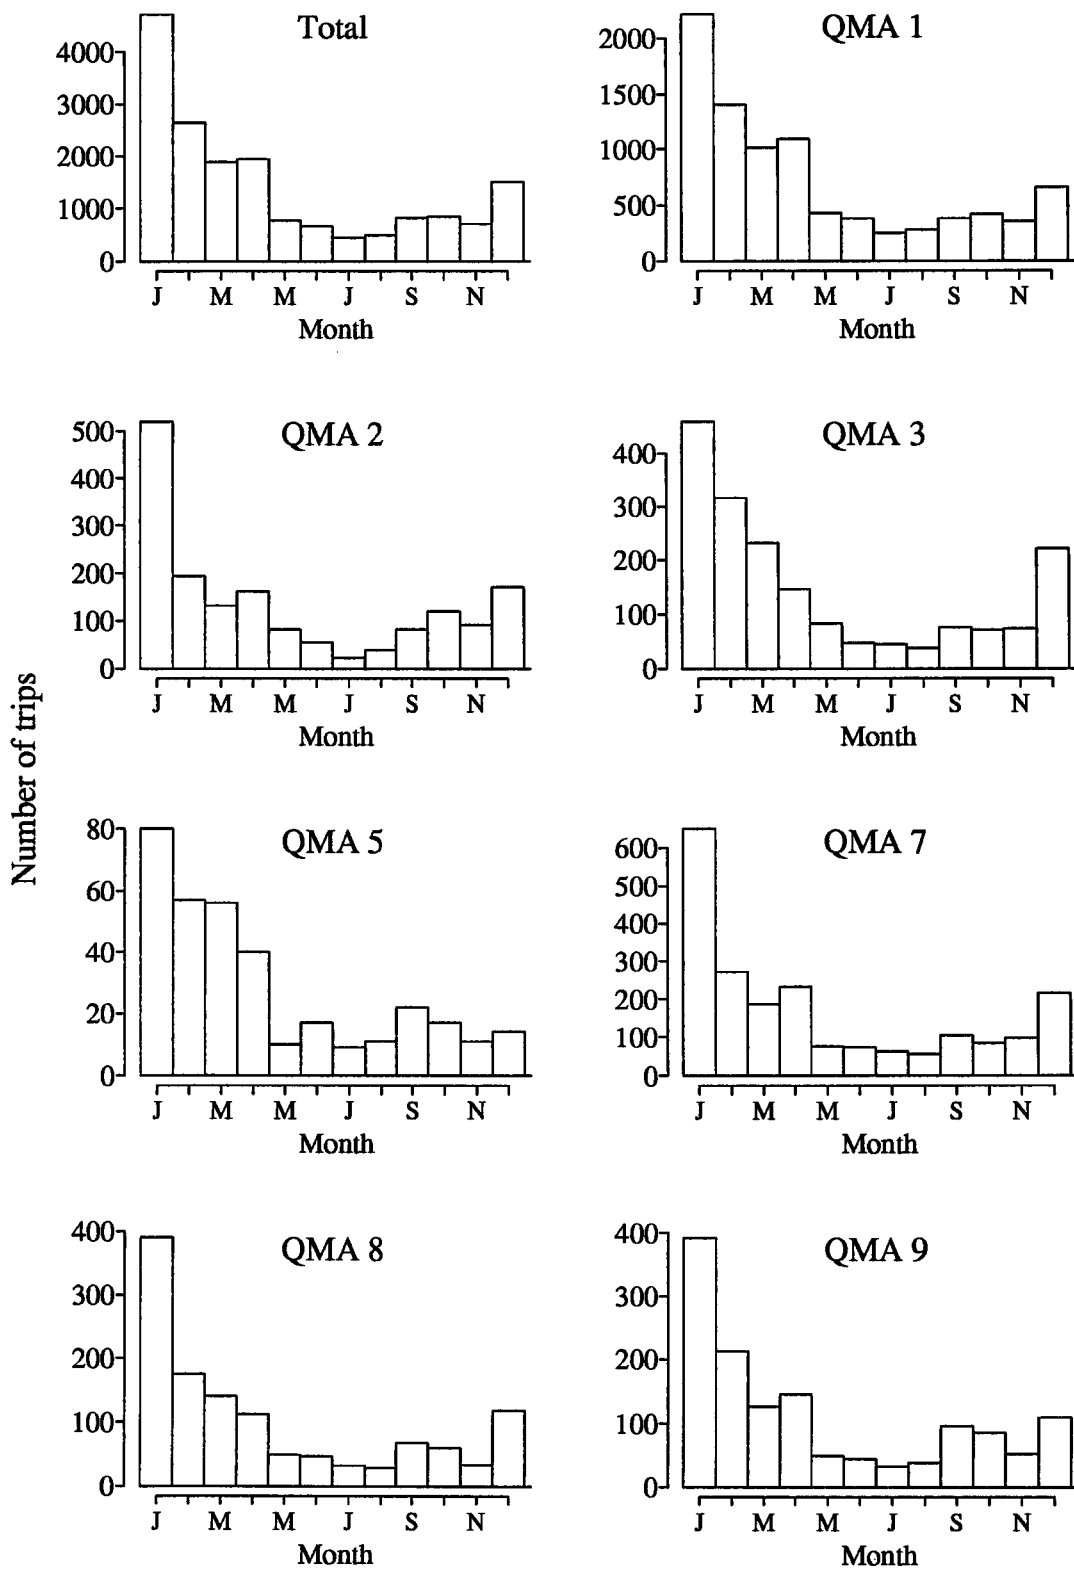 Number of trips
Total
4000
3000
2000
1000
0
J M M J S N
Month
QMA 1
2000
1500
1000
500
0
J M M J S N
Month
QMA 2
500
400
300
200
100
0
J M M J S N
Month
QMA 3
400
300
200
100
0
J M M J S N
Month
QMA 5
80
60
40
20
0
J M M J S N
Month
QMA 7
600
500
400
300
200
100
0
J M M J S N
Month
QMA 8
400
300
200
100
0
J M M J S N
Month
QMA 9
400
300
200
100
0
J M M J S N
Month